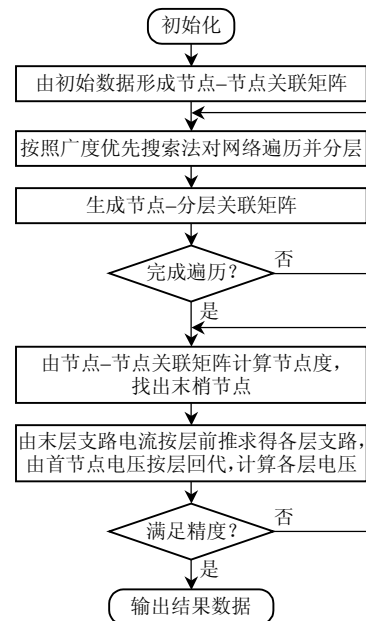 初始化
由初始数据形成节点–节点关联矩阵
按照广度优先搜索法对网络遍历并分层
生成节点–分层关联矩阵
完成遍历?
否
是
由节点–节点关联矩阵计算节点度,
找出末梢节点
由末层支路电流按层前推求得各层支路,
由首节点电压按层回代,计算各层电压
满足精度?
否
是
输出结果数据